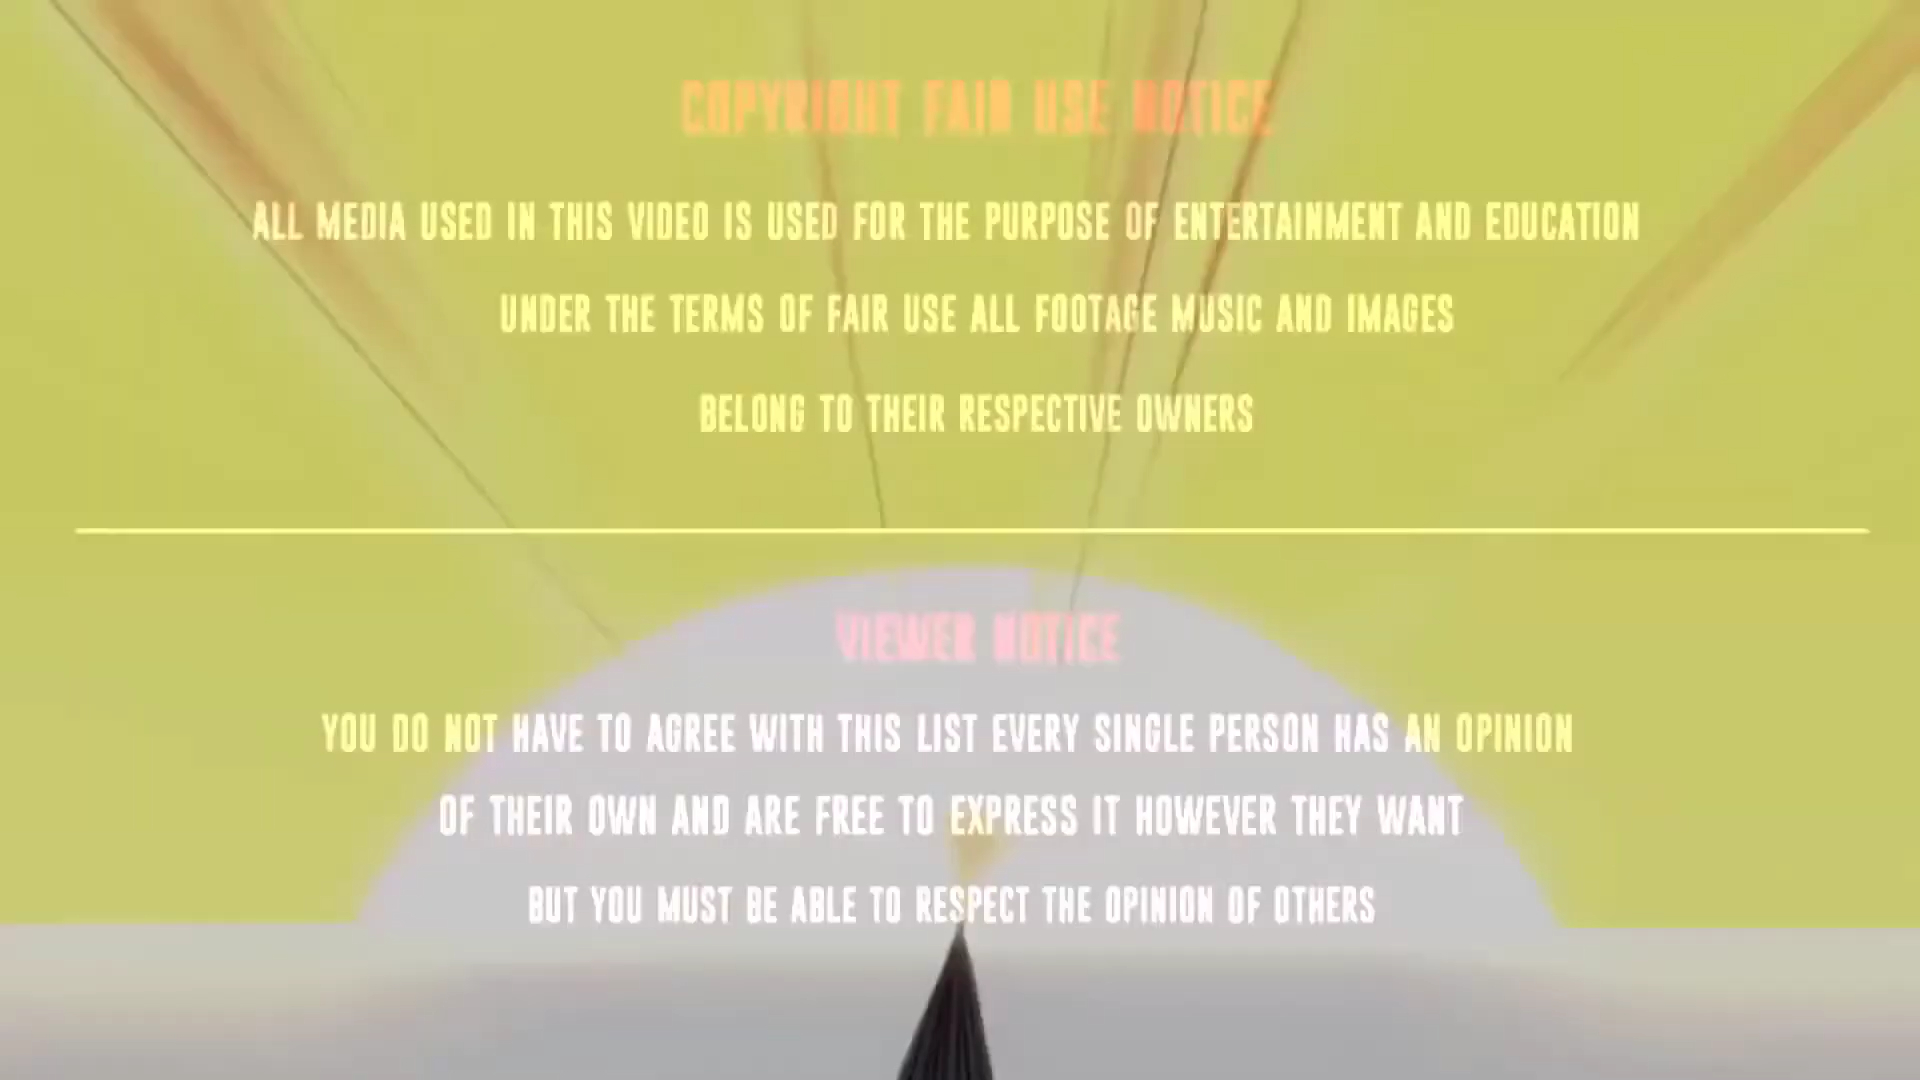 COPYRIGHT FAIR USE NOTICE
ALL MEDIA USED IN THIS VIDEO IS USED FOR THE PURPOSE OF ENTERTAINMENT AND EDUCATION
UNDER THE TERMS OF FAIR USE ALL FOOTAGE MUSIC AND IMAGES
BELONG TO THEIR RESPECTIVE OWNERS
VIEWER NOTICE
YOU DO NOT HAVE TO AGREE WITH THIS LIST EVERY SINGLE PERSON HAS AN OPINION
OF THEIR OWN AND ARE FREE TO EXPRESS IT HOWEVER THEY WANT
BUT YOU MUST BE ABLE TO RESPECT THE OPINION OF OTHERS